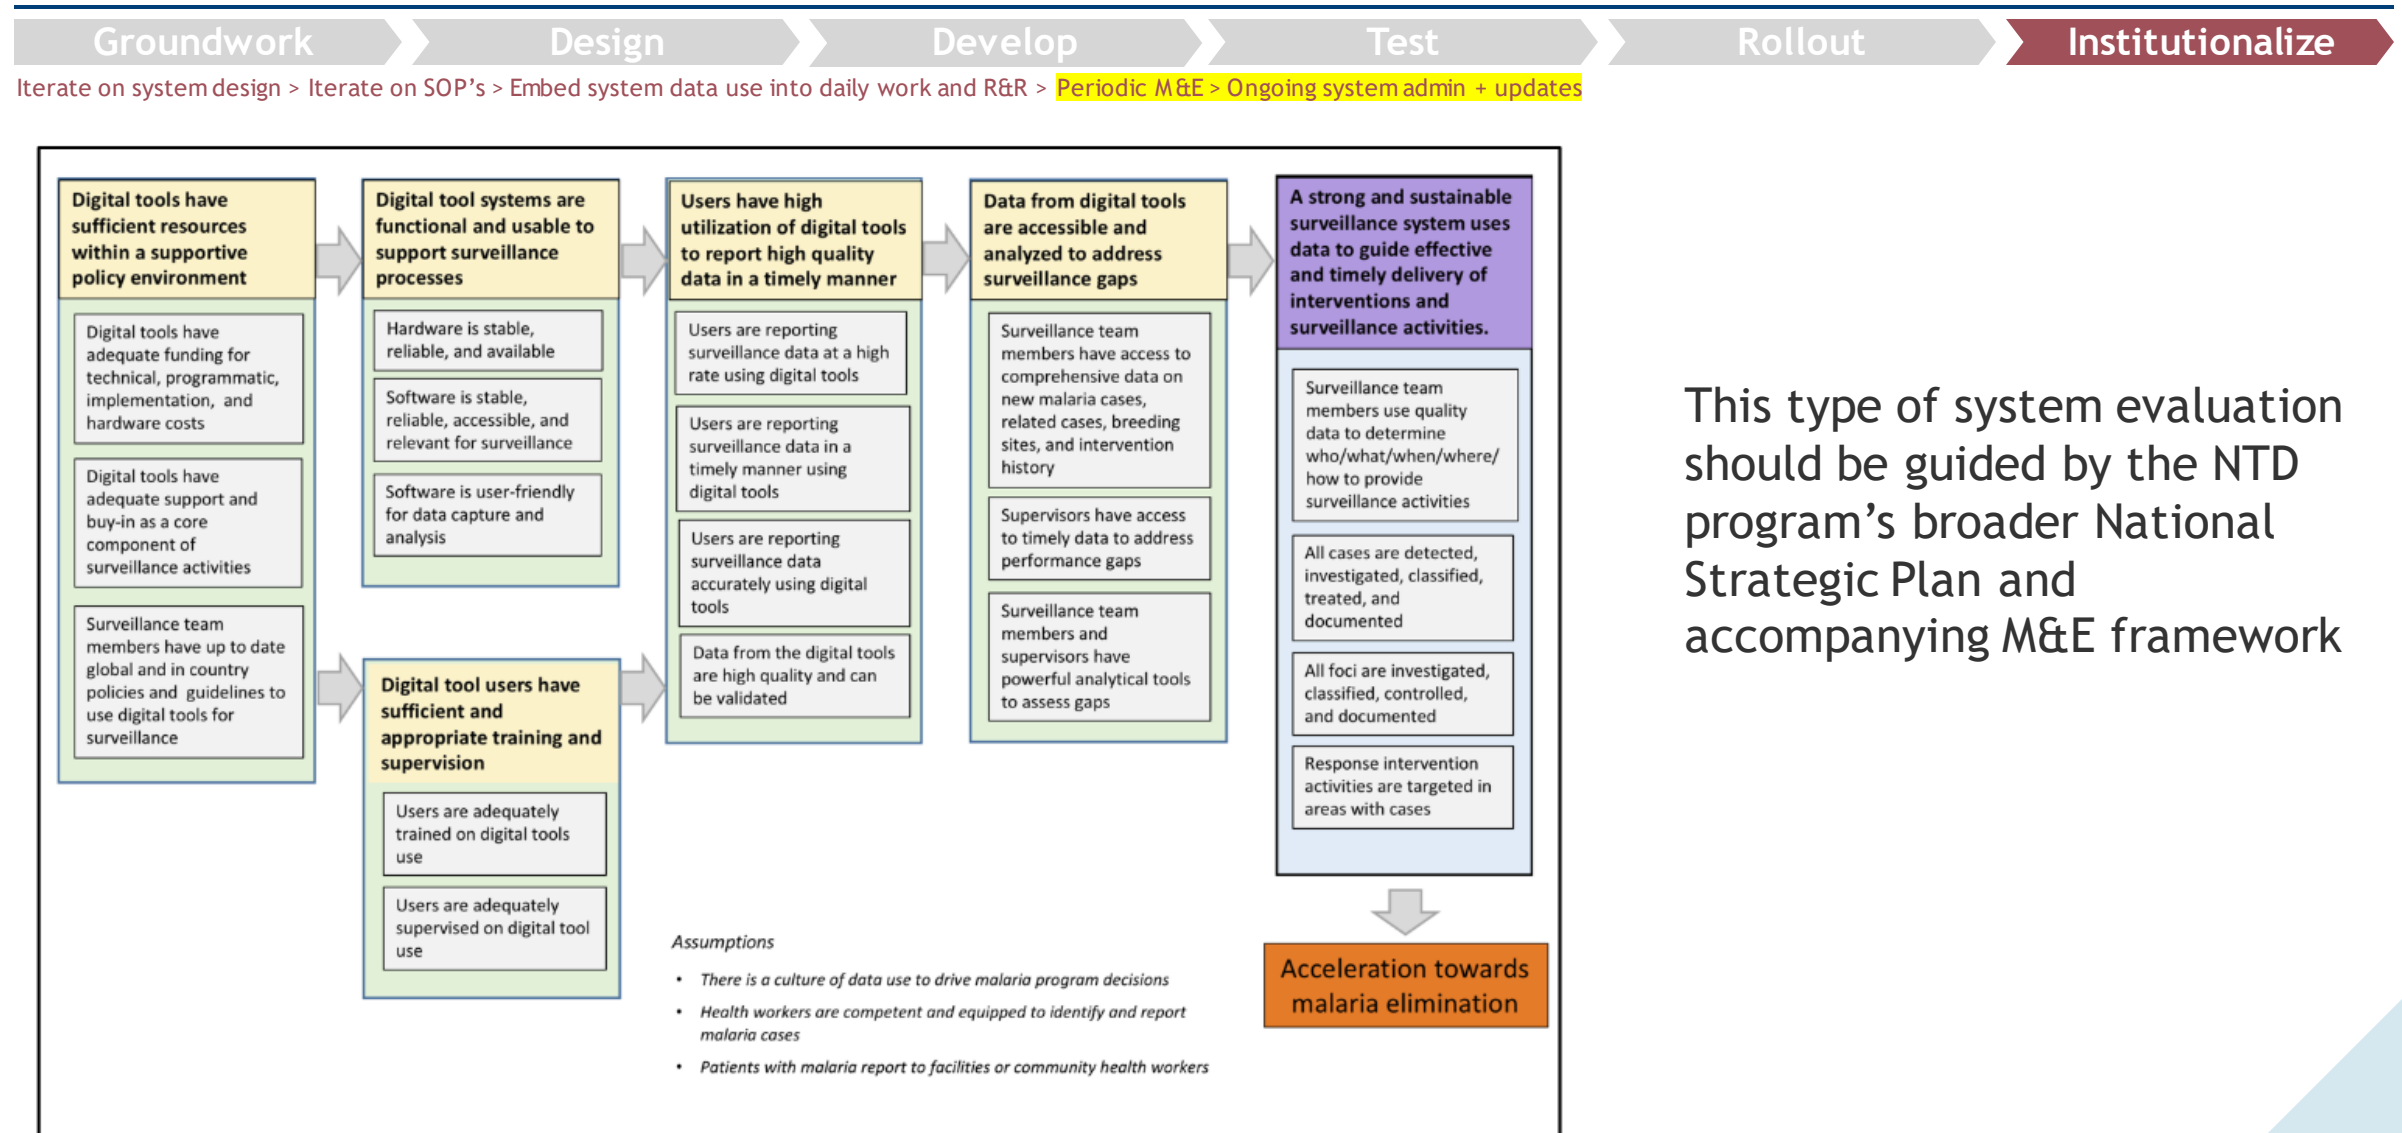 Groundwork
Design
Develop
Test
Rollout
Institutionalize
Iterate on system design > Iterate on SOP's > Embed system data use into daily work and R&R > Periodic M&E > Ongoing system admin + updates
Digital tools have
sufficient resources
within a supportive
policy environment
Digital tools have
adequate funding for
technical, programmatic,
implementation, and
hardware costs
Digital tools have
adequate support and
buy-in as a core
component of
surveillance activities
Surveillance team
members have up to date
global and in country
policies and guidelines to
use digital tools for
surveillance
Digital tool systems are
functional and usable to
support surveillance
processes
Hardware is stable,
reliable, and available
Software is stable,
reliable, accessible, and
relevant for surveillance
Software is user-friendly
for data capture and
analysis
Digital tool users have
sufficient and
appropriate training and
supervision
Users are adequately
trained on digital tools
use
Users are adequately
supervised on digital tool
use
Users have high
utilization of digital tools
to report high quality
data in a timely manner
Users are reporting
surveillance data at a high
rate using digital tools
Users are reporting
surveillance data in a
timely manner using
digital tools
Users are reporting
surveillance data
accurately using digital
tools
Data from the digital tools
are high quality and can
be validated
Data from digital tools
are accessible and
analyzed to address
surveillance gaps
Surveillance team
members have access to
comprehensive data on
new malaria cases,
related cases, breeding
sites, and intervention
history
Supervisors have access
to timely data to address
performance gaps
Surveillance team
members and
supervisors have
powerful analytical tools
to assess gaps
A strong and sustainable
surveillance system uses
data to guide effective
and timely delivery of
interventions and
surveillance activities.
Surveillance team
members use quality
data to determine
who/what/when/where/
how to provide
surveillance activities
All cases are detected,
investigated, classified,
treated, and
documented
All foci are investigated,
classified, controlled,
and documented
Response intervention
activities are targeted in
areas with cases
Acceleration towards
malaria elimination
Assumptions
• There is a culture of data use to drive malaria program decisions
• Health workers are competent and equipped to identify and report
malaria cases
• Patients with malaria report to facilities or community health workers
This type of system evaluation
should be guided by the NTD
program's broader National
Strategic Plan and
accompanying M&E framework